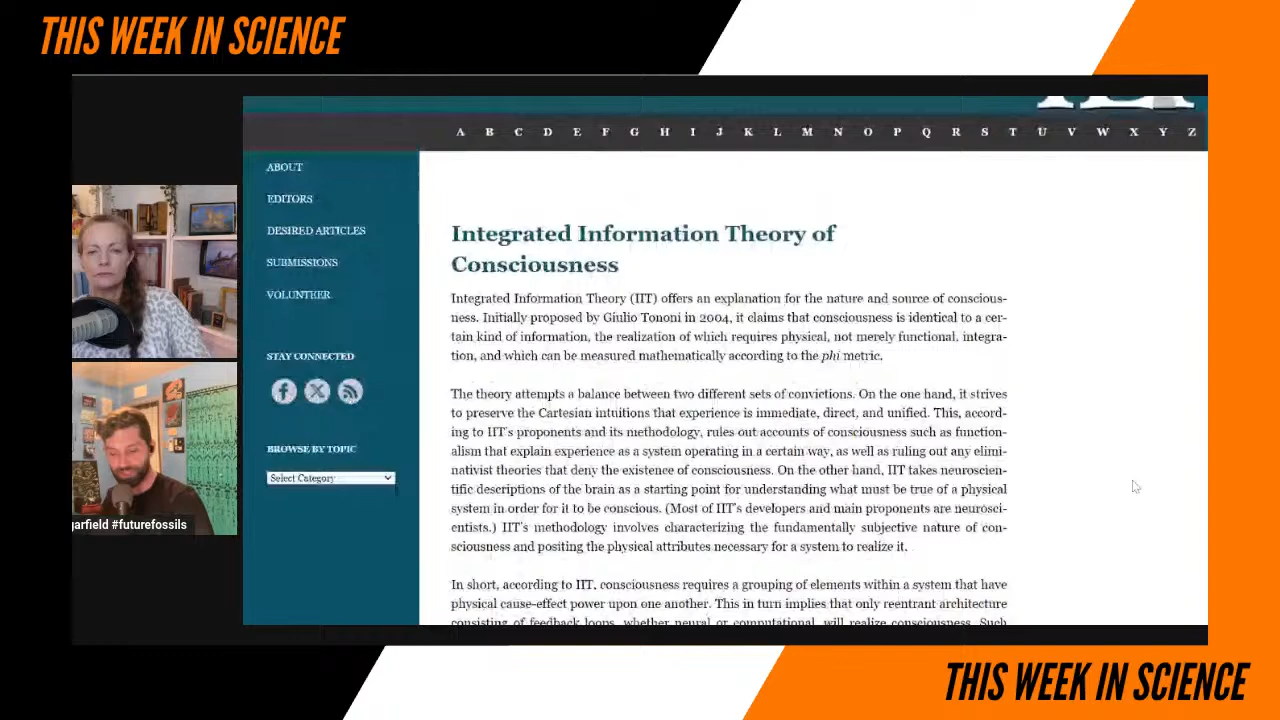 THIS WEEK IN SCIENCE
A B C D E F G H I J K L M N O P Q R S T U V W X Y Z
ABOUT
EDITORS
DESIRED ARTICLES
SUBMISSIONS
VOLUNTEER
STAY CONNECTED
BROWSE BY TOPIC
Select Category
Integrated Information Theory of
Consciousness
Integrated Information Theory (IIT) offers an explanation for the nature and source of conscious-
ness. Initially proposed by Giulio Tononi in 2004, it claims that consciousness is identical to a cer-
tain kind of information, the realization of which requires physical, not merely functional, integra-
tion, and which can be measured mathematically according to the phi metric.
The theory attempts a balance between two different sets of convictions. On the one hand, it strives
to preserve the Cartesian intuitions that experience is immediate, direct, and unified. This, accord-
ing to IIT's proponents and its methodology, rules out accounts of consciousness such as function-
alism that explain experience as a system operating in a certain way, as well as ruling out any elimi-
nativist theories that deny the existence of consciousness. On the other hand, IIT takes neuroscien-
tific descriptions of the brain as a starting point for understanding what must be true of a physical
system in order for it to be conscious. (Most of IIT's developers and main proponents are neurosci-
entists.) IIT's methodology involves characterizing the fundamentally subjective nature of con-
sciousness and positing the physical attributes necessary for a system to realize it.
In short, according to IIT, consciousness requires a grouping of elements within a system that have
physical cause-effect power upon one another. This in turn implies that only reentrant architecture
consisting of feedback loops, whether neural or computational, will realize consciousness. Such
garfield #futurefossils
THIS WEEK IN SCIENCE